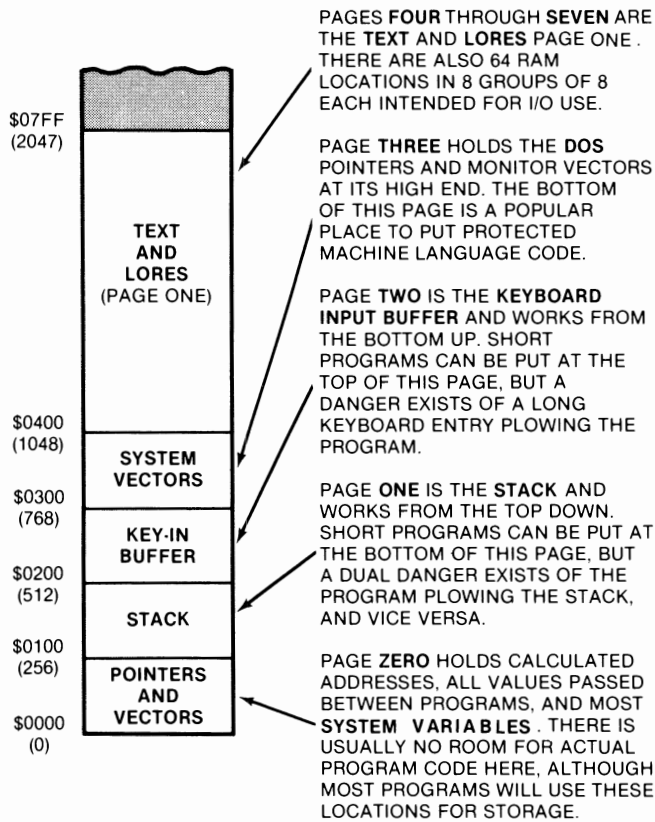 PAGES FOUR THROUGH SEVEN ARE
THE TEXT AND LORES PAGE ONE.
THERE ARE ALSO 64 RAM
LOCATIONS IN 8 GROUPS OF 8
EACH INTENDED FOR I/O USE.
$07FF
(2047)
PAGE THREE HOLDS THE DOS
POINTERS AND MONITOR VECTORS
AT ITS HIGH END. THE BOTTOM
OF THIS PAGE IS A POPULAR
PLACE TO PUT PROTECTED
MACHINE LANGUAGE CODE.
TEXT
AND
LORES
(PAGE ONE)
PAGE TWO IS THE KEYBOARD
INPUT BUFFER AND WORKS FROM
THE BOTTOM UP. SHORT
PROGRAMS CAN BE PUT AT THE
TOP OF THIS PAGE, BUT A
DANGER EXISTS OF A LONG
KEYBOARD ENTRY PLOWING THE
PROGRAM.
$0400
(1048)
SYSTEM
VECTORS
$0300
(768)
PAGE ONE IS THE STACK AND
WORKS FROM THE TOP DOWN.
SHORT PROGRAMS CAN BE PUT AT
THE BOTTOM OF THIS PAGE, BUT
A DUAL DANGER EXISTS OF THE
PROGRAM PLOWING THE STACK,
AND VICE VERSA.
KEY-IN
BUFFER
$0200
(512)
STACK
$0100
(256)
PAGE ZERO HOLDS CALCULATED
ADDRESSES, ALL VALUES PASSED
BETWEEN PROGRAMS, AND MOST
SYSTEM VARIABLES. THERE IS
USUALLY NO ROOM FOR ACTUAL
PROGRAM CODE HERE, ALTHOUGH
MOST PROGRAMS WILL USE THESE
LOCATIONS FOR STORAGE.
POINTERS
AND
VECTORS
$0000
(0)